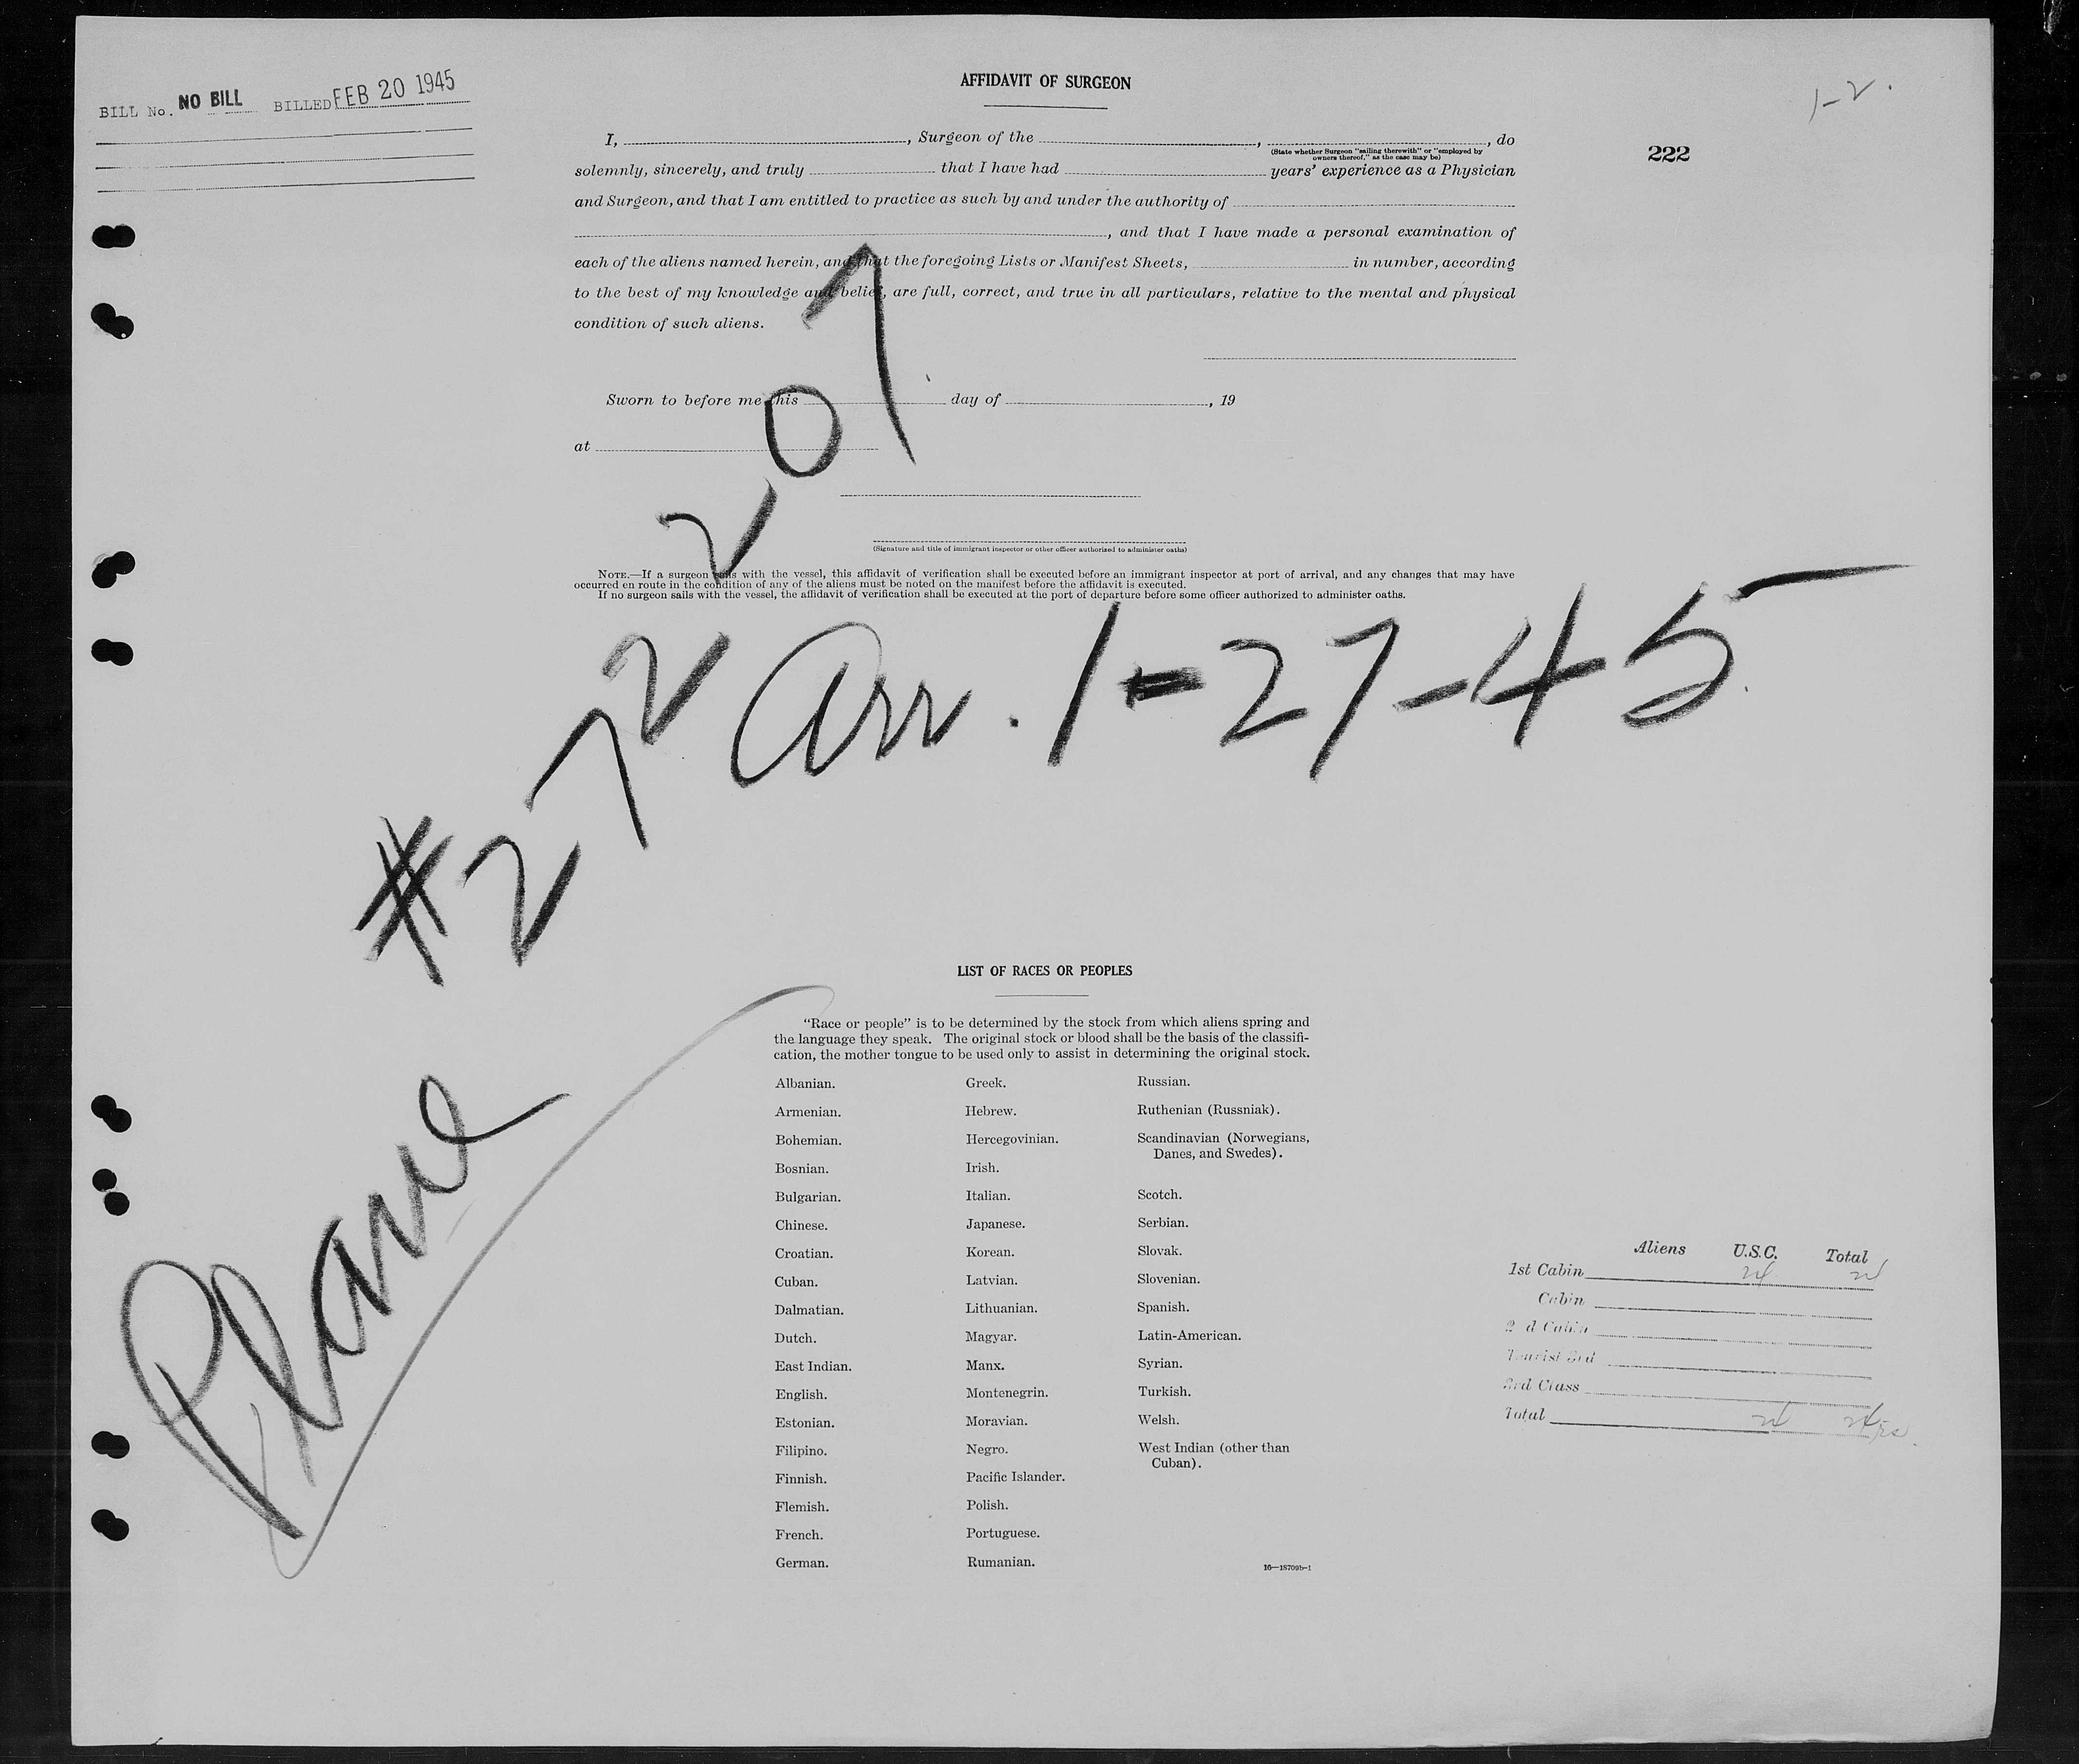 BILL No. NO BILL BILLED FEB 20 1945
AFFIDAVIT OF SURGEON
1-2.
222
I, , Surgeon of the , , do
(State whether Surgeon "sailing therewith" or "employed by
owners thereof," as the case may be)
solemnly, sincerely, and truly that I have had years' experience as a Physician
and Surgeon, and that I am entitled to practice as such by and under the authority of
, and that I have made a personal examination of
each of the aliens named herein, and that the foregoing Lists or Manifest Sheets, in number, according
to the best of my knowledge and belief, are full, correct, and true in all particulars, relative to the mental and physical
condition of such aliens.
Sworn to before me this day of , 19
at
(Signature and title of immigrant inspector or other officer authorized to administer oaths)
NOTE.—If a surgeon sails with the vessel, this affidavit of verification shall be executed before an immigrant inspector at port of arrival, and any changes that may have
occurred en route in the condition of any of the aliens must be noted on the manifest before the affidavit is executed.
If no surgeon sails with the vessel, the affidavit of verification shall be executed at the port of departure before some officer authorized to administer oaths.
Plane #272207
Arr. 1-27-45
LIST OF RACES OR PEOPLES
"Race or people" is to be determined by the stock from which aliens spring and
the language they speak. The original stock or blood shall be the basis of the classifi-
cation, the mother tongue to be used only to assist in determining the original stock.
Albanian. Greek. Russian.
Armenian. Hebrew. Ruthenian (Russniak).
Bohemian. Hercegovinian. Scandinavian (Norwegians,
Danes, and Swedes).
Bosnian. Irish.
Bulgarian. Italian. Scotch.
Chinese. Japanese. Serbian.
Croatian. Korean. Slovak.
Cuban. Latvian. Slovenian.
Dalmatian. Lithuanian. Spanish.
Dutch. Magyar. Latin-American.
East Indian. Manx. Syrian.
English. Montenegrin. Turkish.
Estonian. Moravian. Welsh.
Filipino. Negro. West Indian (other than
Cuban).
Finnish. Pacific Islander.
Flemish. Polish.
French. Portuguese.
German. Rumanian.
16—18709b-1
Aliens U.S.C. Total
1st Cabin
Cabin
2 d Cabin
Tourist 3rd
3rd Class
Total